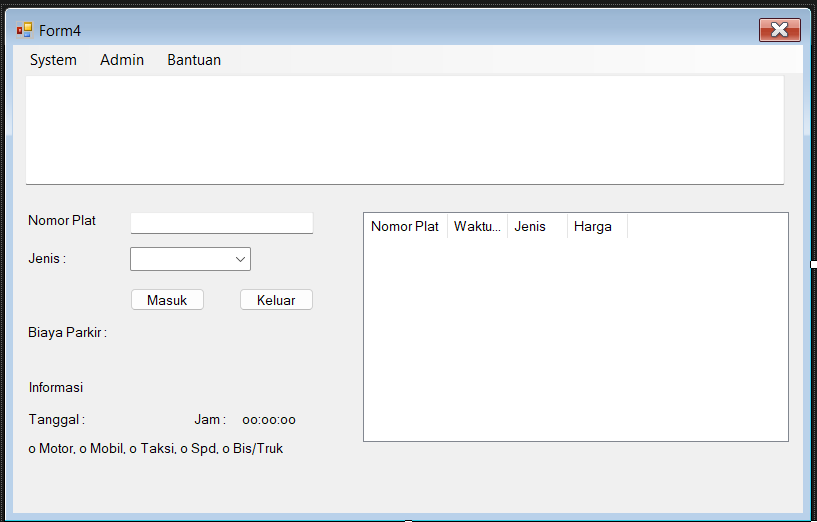 Form4
System Admin Bantuan
Nomor Plat
Nomor Plat Waktu... Jenis Harga
Jenis :
Masuk Keluar
Biaya Parkir :
Informasi
Tanggal : Jam : oo:oo:oo
o Motor, o Mobil, o Taksi, o Spd, o Bis/Truk